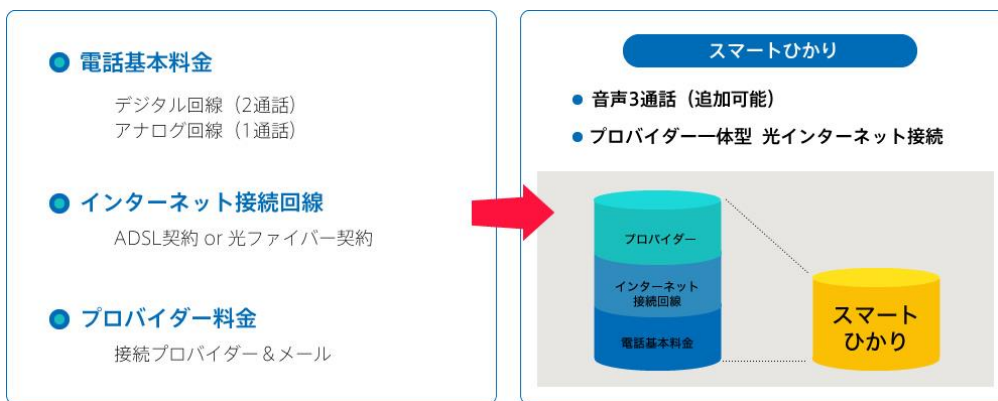 電話基本料金
デジタル回線（2通話）
アナログ回線（1通話）
インターネット接続回線
ADSL契約 or 光ファイバー契約
プロバイダー料金
接続プロバイダー＆メール
スマートひかり
音声3通話（追加可能）
プロバイダー一体型 光インターネット接続
プロバイダー
インターネット
接続回線
電話基本料金
スマート
ひかり